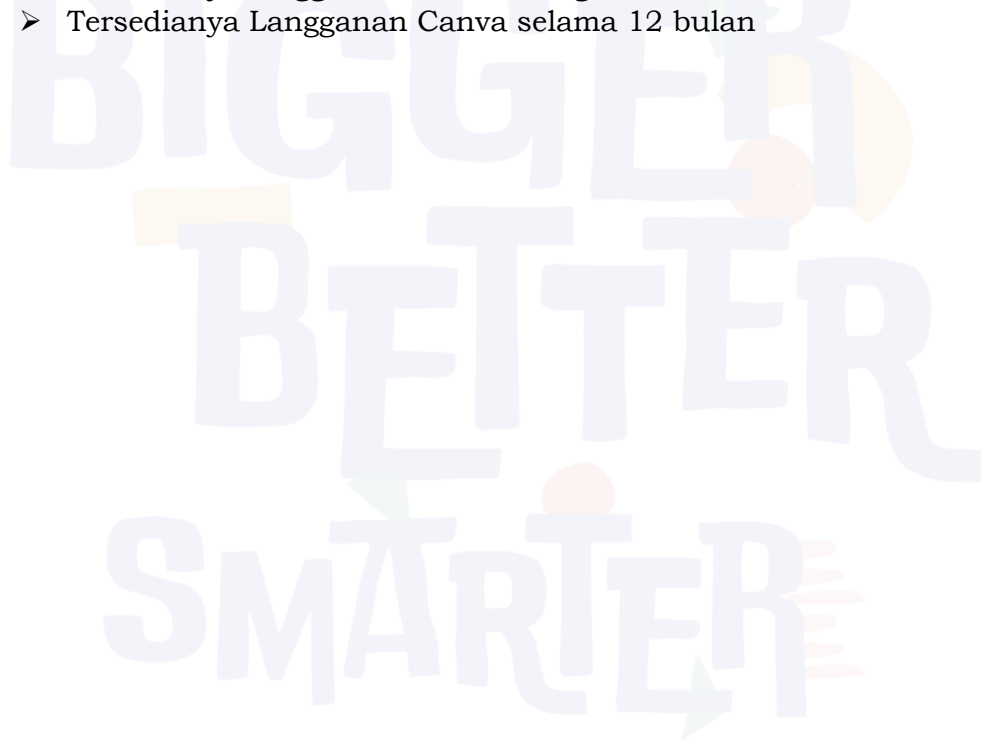 ➢ Tersedianya Langganan Canva selama 12 bulan
BIGGER
BETTER
SMARTER